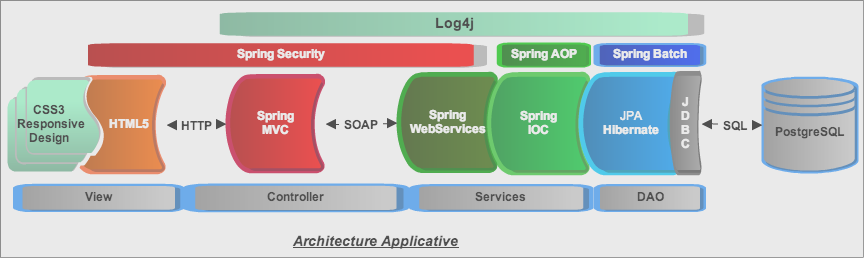 Log4j
Spring Security
Spring AOP
Spring Batch
CSS3
Responsive
Design
HTML5
HTTP
Spring
MVC
SOAP
Spring
WebServices
Spring
IOC
JPA
HIbernate
J
D
B
C
SQL
PostgreSQL
View
Controller
Services
DAO
Architecture Applicative